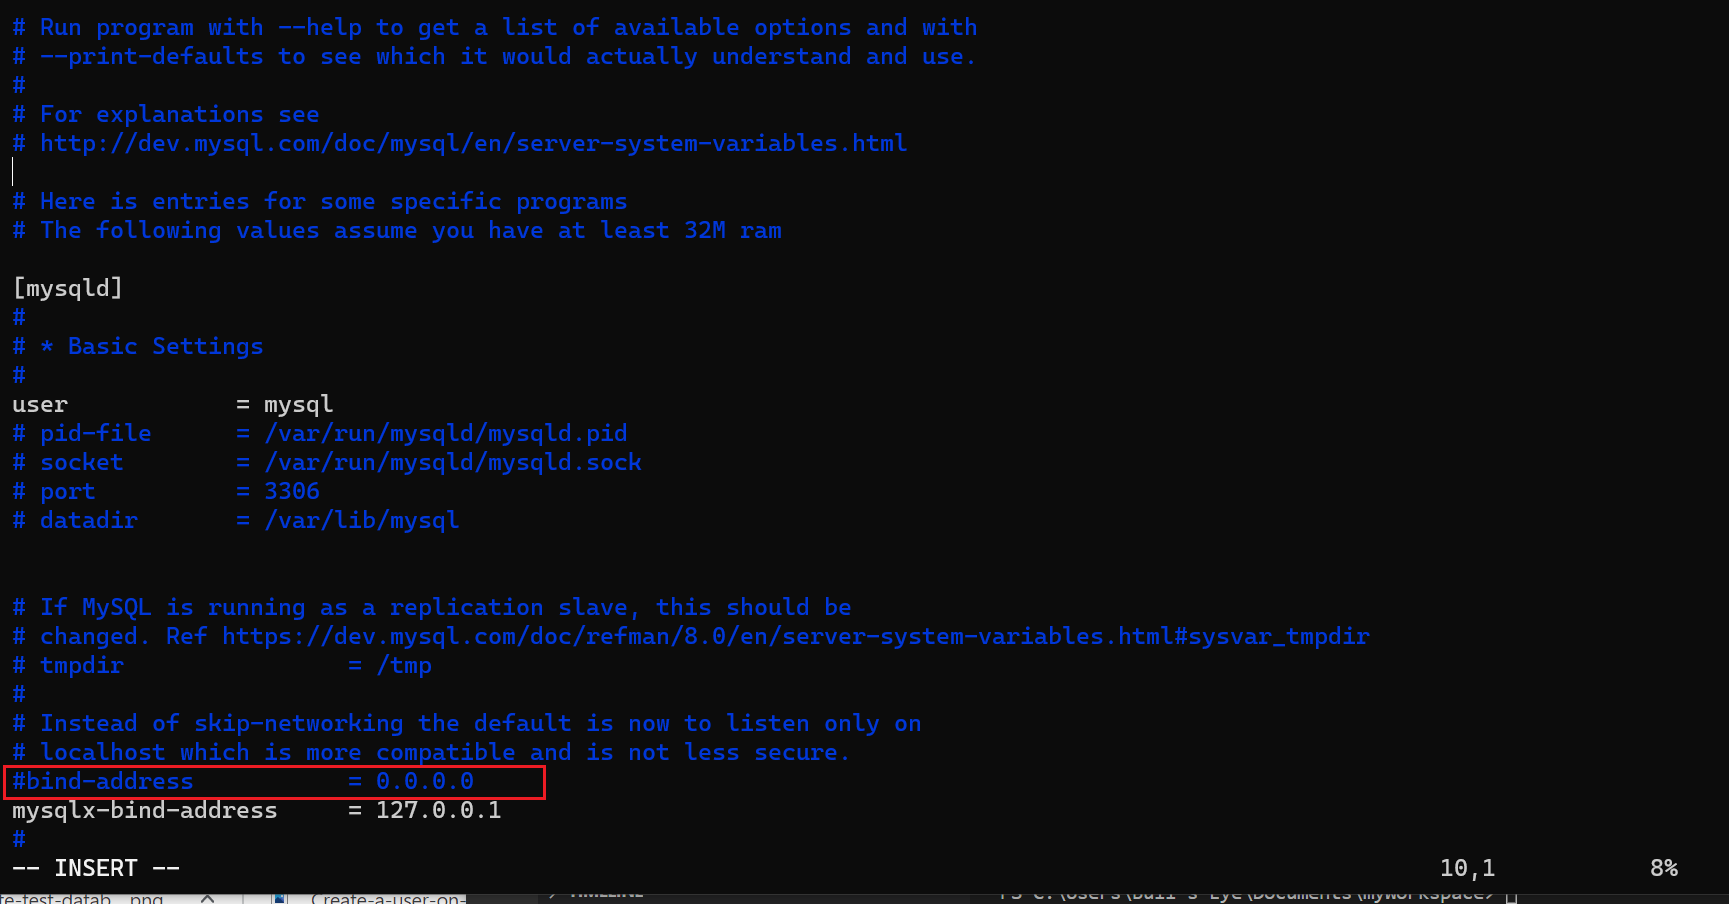 # Run program with --help to get a list of available options and with
# --print-defaults to see which it would actually understand and use.
#
# For explanations see
# http://dev.mysql.com/doc/mysql/en/server-system-variables.html
# Here is entries for some specific programs
# The following values assume you have at least 32M ram
[mysqld]
#
# * Basic Settings
#
user = mysql
# pid-file = /var/run/mysqld/mysqld.pid
# socket = /var/run/mysqld/mysqld.sock
# port = 3306
# datadir = /var/lib/mysql
# If MySQL is running as a replication slave, this should be
# changed. Ref https://dev.mysql.com/doc/refman/8.0/en/server-system-variables.html#sysvar_tmpdir
# tmpdir = /tmp
#
# Instead of skip-networking the default is now to listen only on
# localhost which is more compatible and is not less secure.
#bind-address = 0.0.0.0
mysqlx-bind-address = 127.0.0.1
#
-- INSERT -- 10,1 8%
Create-a-user-on-